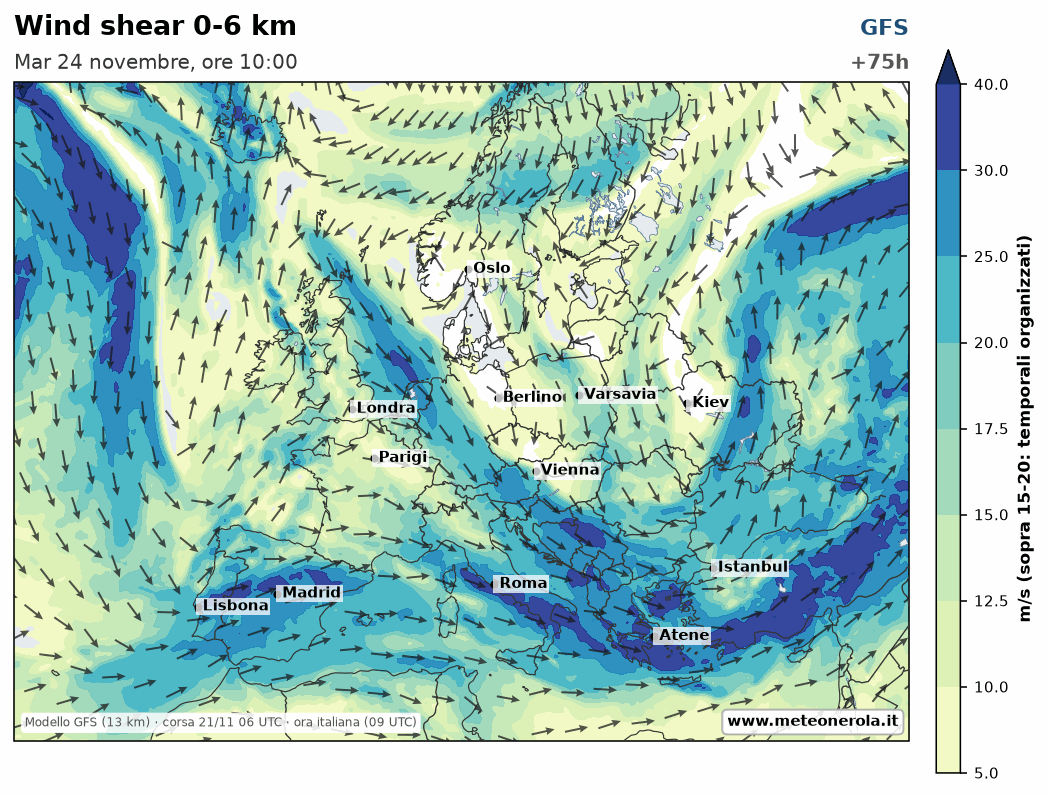 Wind shear 0-6 km
GFS
Mar 24 novembre, ore 10:00
+75h
40.0
30.0
25.0
20.0
17.5
15.0
12.5
10.0
5.0
m/s (sopra 15-20: temporali organizzati)
Oslo
Berlino
Varsavia
Kiev
Londra
Parigi
Vienna
Istanbul
Roma
Madrid
Lisbona
Atene
Modello GFS (13 km) · corsa 21/11 06 UTC · ora italiana (09 UTC)
www.meteonerola.it